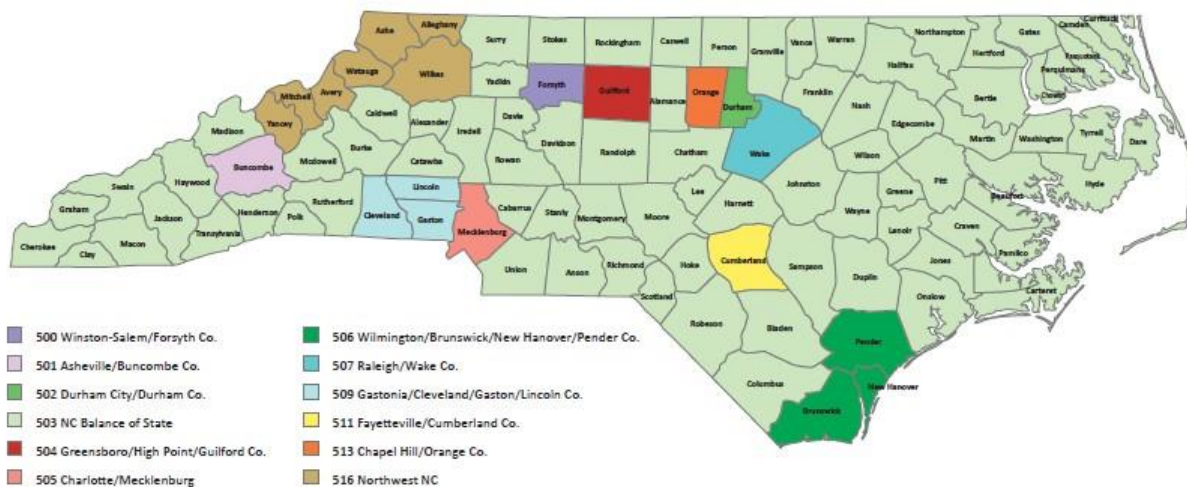 Currituck
Camden
Alleghany
Ashe
Surry
Stokes
Rockingham
Caswell
Person
Granville
Vance
Warren
Northampton
Gates
Pasquotank
Hertford
Halifax
Perquimans
Chowan
Watauga
Wilkes
Yadkin
Forsyth
Guilford
Alamance
Orange
Durham
Franklin
Nash
Bertie
Mitchell
Avery
Yancey
Caldwell
Alexander
Iredell
Davie
Davidson
Edgecombe
Martin
Washington
Tyrrell
Dare
Madison
Burke
Mcdowell
Catawba
Rowan
Randolph
Chatham
Wake
Wilson
Buncombe
Haywood
Swain
Lincoln
Lee
Johnston
Greene
Pitt
Beaufort
Hyde
Graham
Jackson
Henderson
Polk
Rutherford
Cleveland
Gaston
Mecklenburg
Cabarrus
Stanly
Montgomery
Moore
Harnett
Wayne
Lenoir
Craven
Pamlico
Cherokee
Clay
Macon
Transylvania
Union
Anson
Richmond
Hoke
Cumberland
Sampson
Duplin
Jones
Onslow
Carteret
Scotland
Robeson
Bladen
Pender
Columbus
New Hanover
Brunswick
500 Winston-Salem/Forsyth Co.
501 Asheville/Buncombe Co.
502 Durham City/Durham Co.
503 NC Balance of State
504 Greensboro/High Point/Guilford Co.
505 Charlotte/Mecklenburg
506 Wilmington/Brunswick/New Hanover/Pender Co.
507 Raleigh/Wake Co.
509 Gastonia/Cleveland/Gaston/Lincoln Co.
511 Fayetteville/Cumberland Co.
513 Chapel Hill/Orange Co.
516 Northwest NC